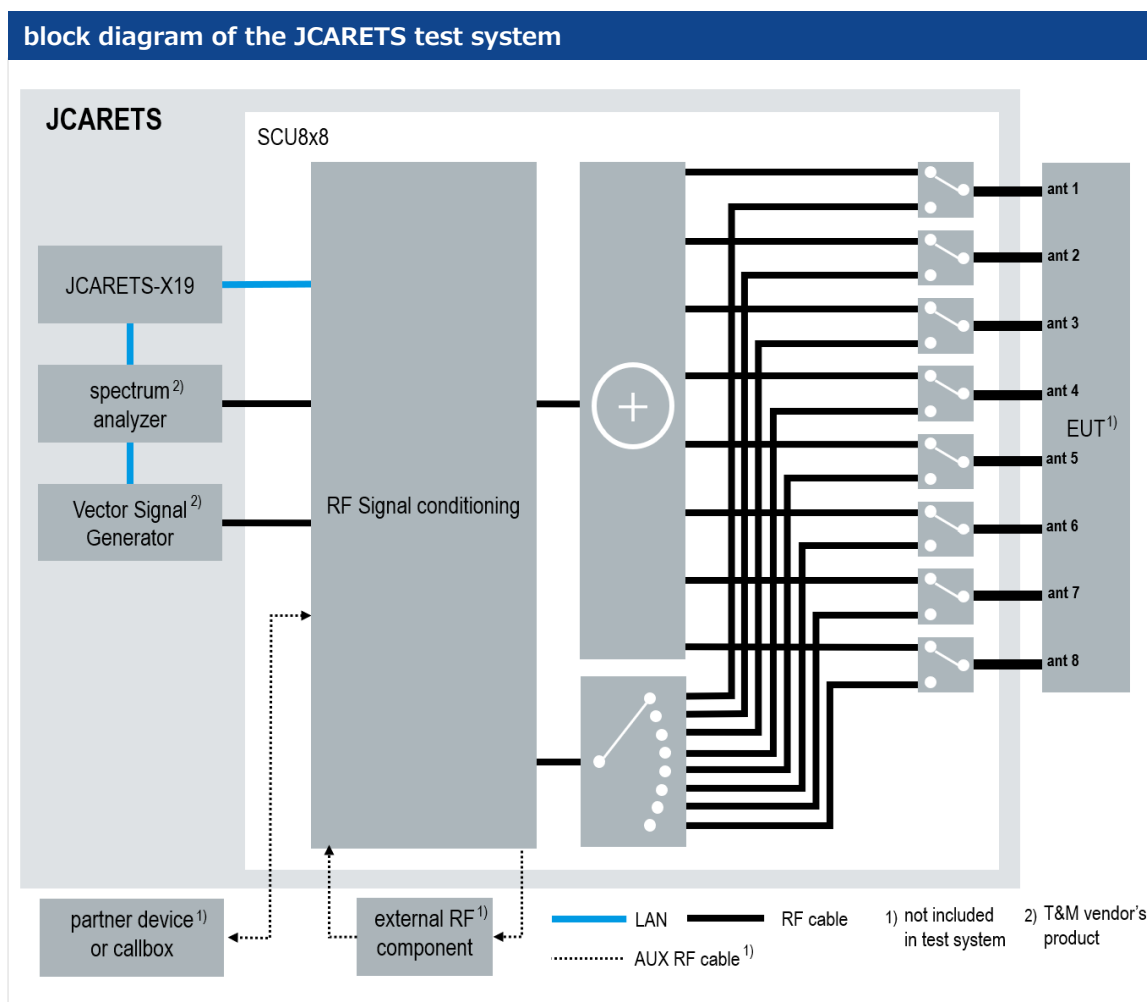 block diagram of the JCARETS test system
JCARETS
SCU8x8
JCARETS-X19
spectrum 2)
analyzer
Vector Signal 2)
Generator
RF Signal conditioning
ant 1
ant 2
ant 3
ant 4
EUT 1)
ant 5
ant 6
ant 7
ant 8
partner device 1)
or callbox
external RF 1)
component
LAN
RF cable
AUX RF cable 1)
1) not included
in test system
2) T&M vendor's
product